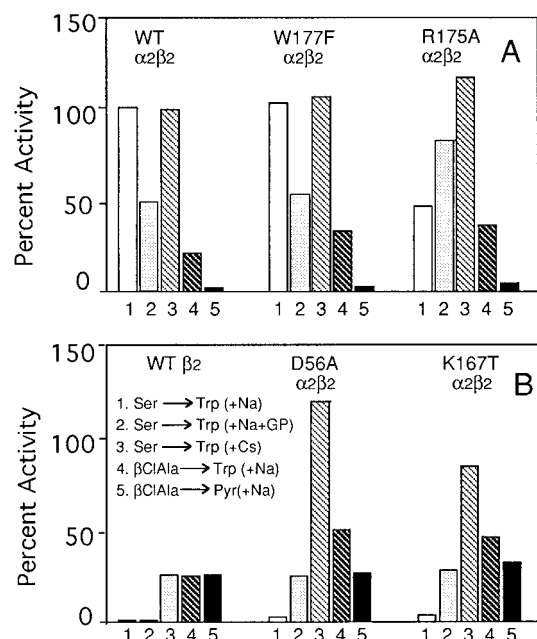 150
WT
α2β2
W177F
α2β2
R175A
α2β2
A
100
Percent Activity
50
0
1 2 3 4 5 1 2 3 4 5 1 2 3 4 5
150
WT β2
D56A
α2β2
K167T
α2β2
B
1. Ser → Trp (+Na)
2. Ser → Trp (+Na+GP)
3. Ser → Trp (+Cs)
4. βClAla → Trp (+Na)
5. βClAla → Pyr(+Na)
100
Percent Activity
50
0
1 2 3 4 5 1 2 3 4 5 1 2 3 4 5